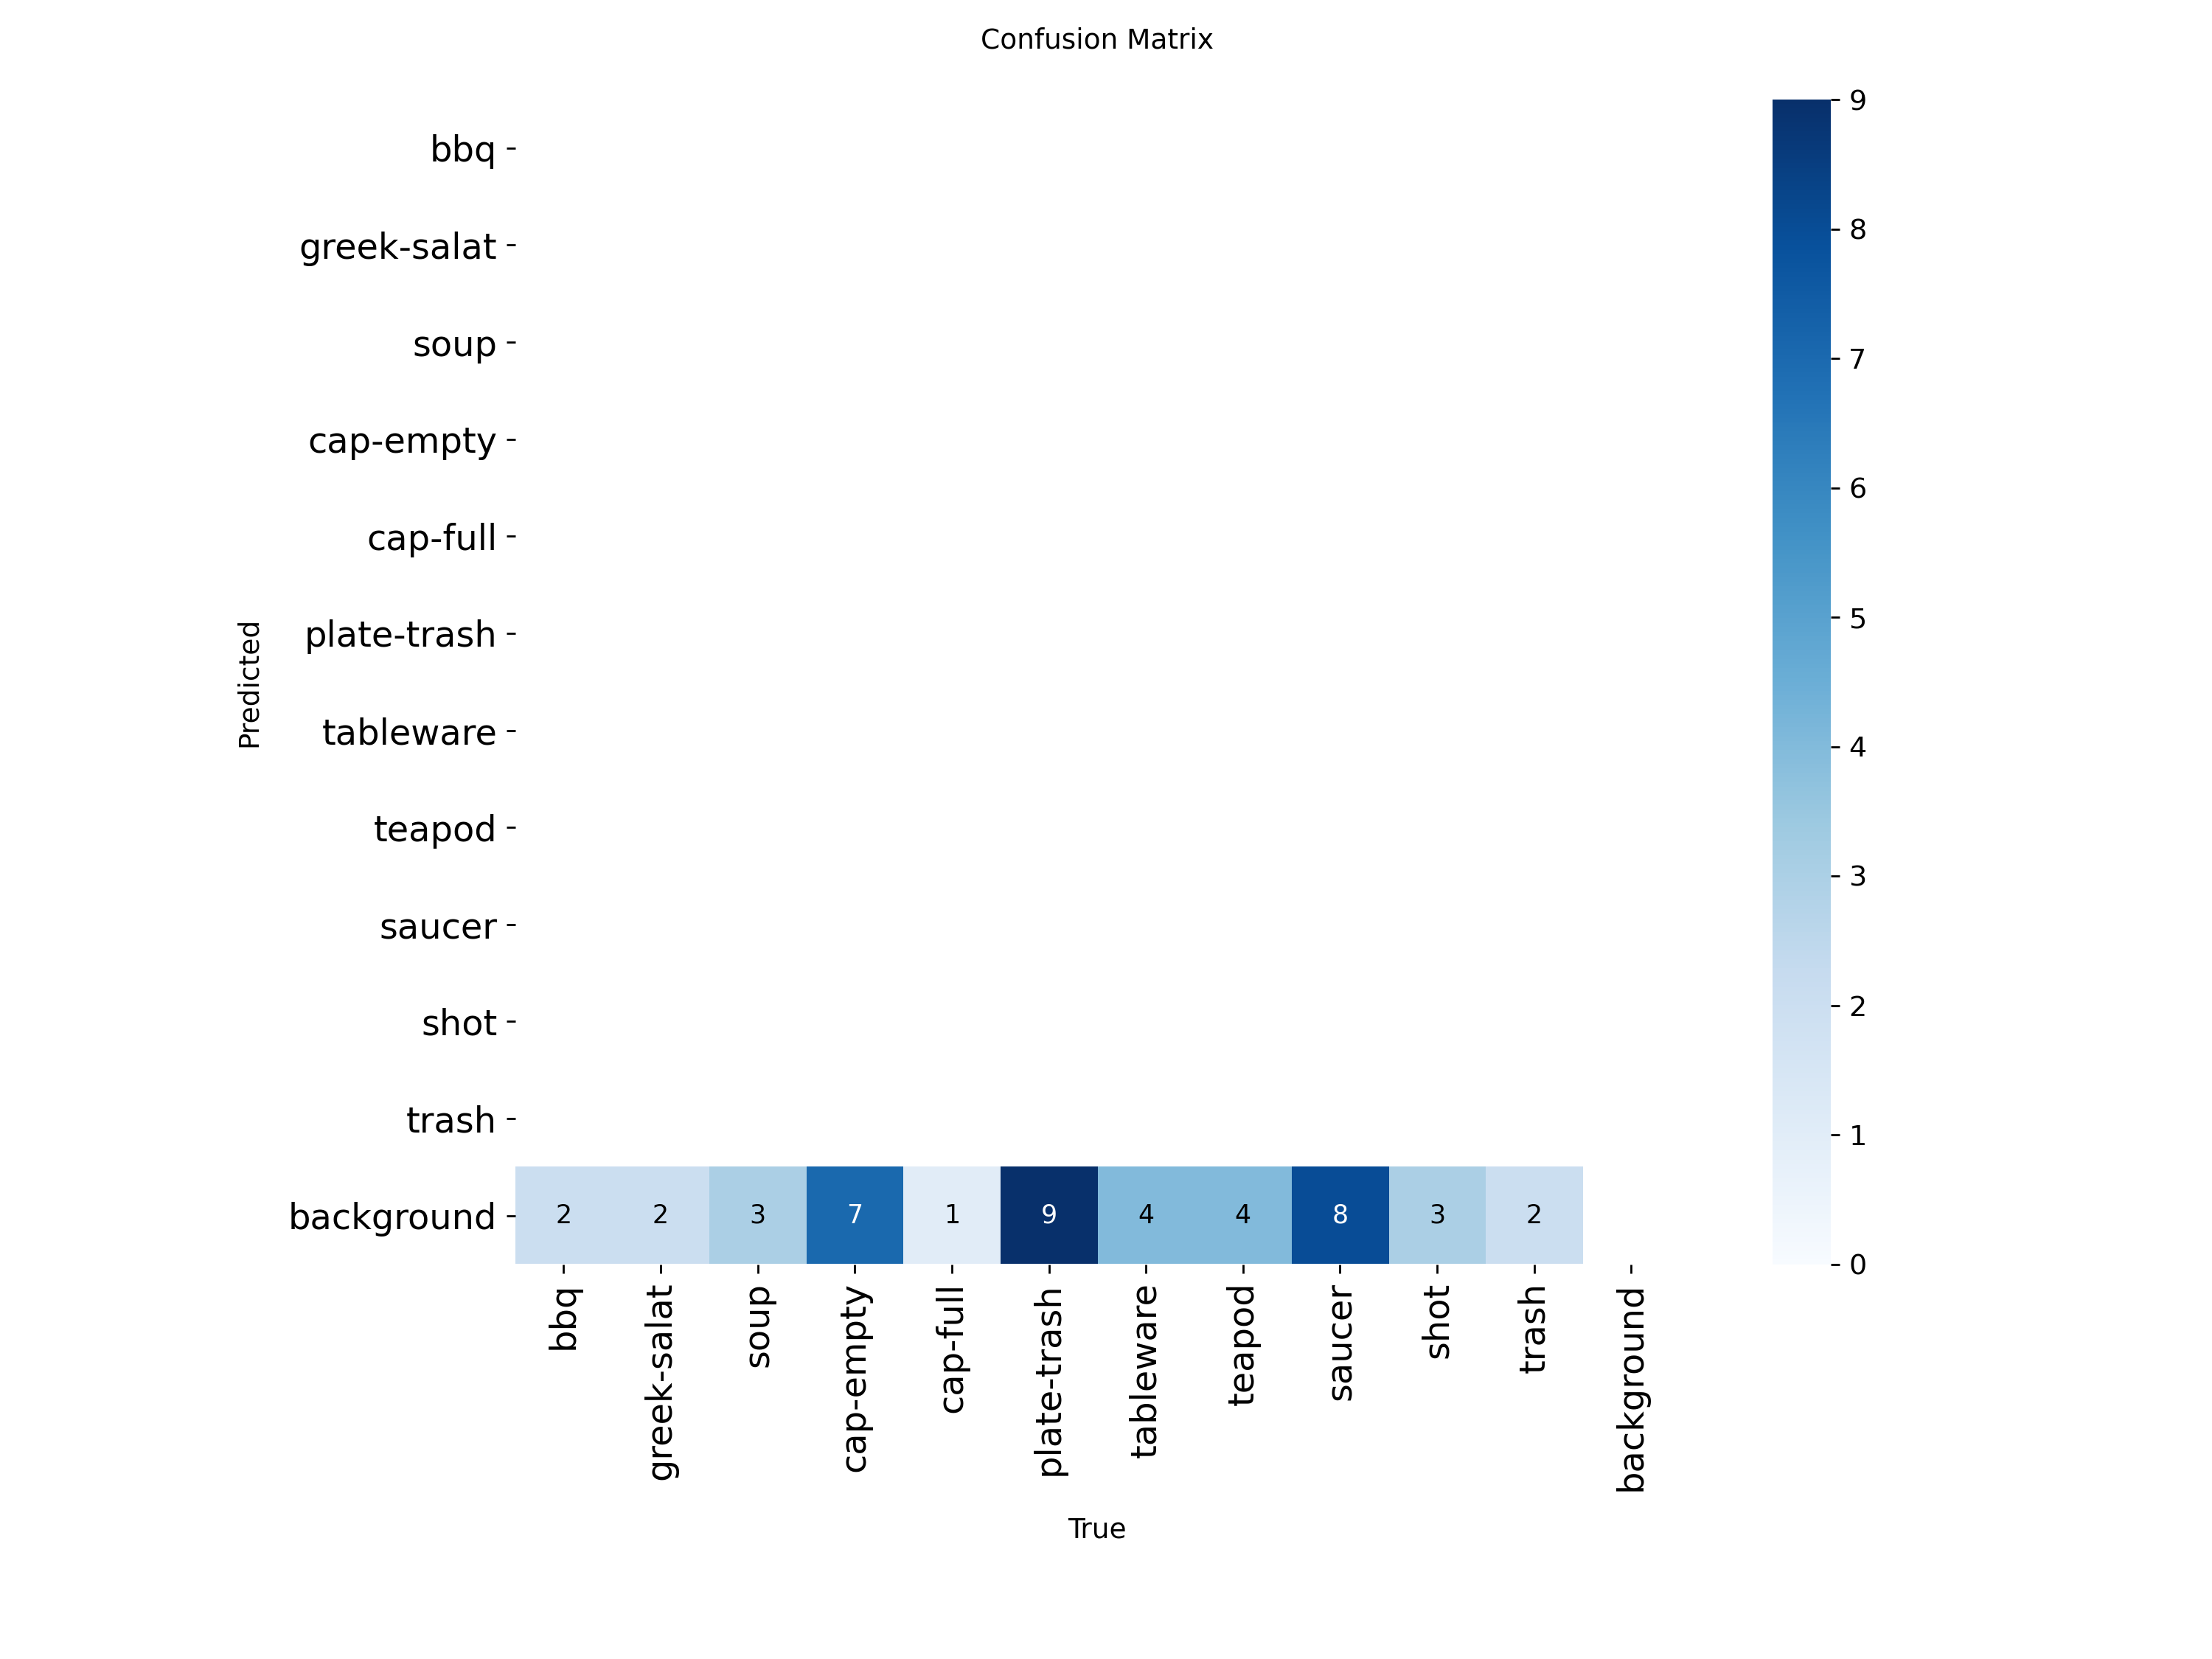 Confusion Matrix
Predicted
bbq
greek-salat
soup
cap-empty
cap-full
plate-trash
tableware
teapod
saucer
shot
trash
background
2 2 3 7 1 9 4 4 8 3 2
bbq
greek-salat
soup
cap-empty
cap-full
plate-trash
tableware
teapod
saucer
shot
trash
background
True
9
8
7
6
5
4
3
2
1
0